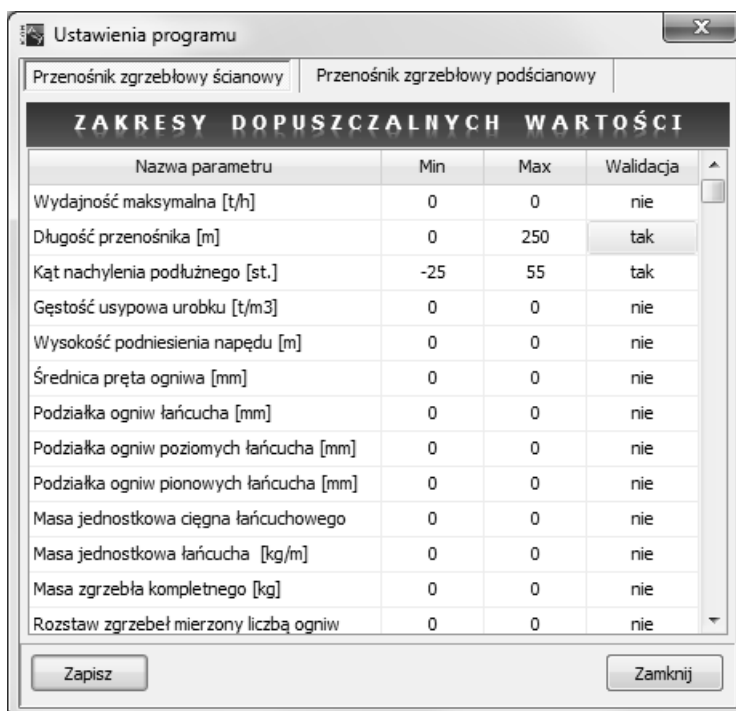 Ustawienia programu
Przenośnik zgrzebłowy ścianowy Przenośnik zgrzebłowy podścianowy
ZAKRESY DOPUSZCZALNYCH WARTOŚCI
Nazwa parametru Min Max Walidacja
Wydajność maksymalna [t/h] 0 0 nie
Długość przenośnika [m] 0 250 tak
Kąt nachylenia podłużnego [st.] -25 55 tak
Gęstość usypowa urobku [t/m3] 0 0 nie
Wysokość podniesienia napędu [m] 0 0 nie
Średnica pręta ogniwa [mm] 0 0 nie
Podziałka ogniw łańcucha [mm] 0 0 nie
Podziałka ogniw poziomych łańcucha [mm] 0 0 nie
Podziałka ogniw pionowych łańcucha [mm] 0 0 nie
Masa jednostkowa cięgna łańcuchowego 0 0 nie
Masa jednostkowa łańcucha [kg/m] 0 0 nie
Masa zgrzebła kompletnego [kg] 0 0 nie
Rozstaw zgrzebeł mierzony liczbą ogniw 0 0 nie
Zapisz Zamknij